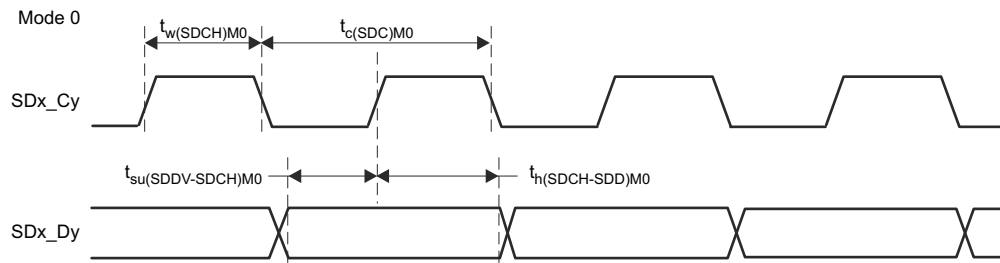 Mode 0
tw(SDCH)M0
tc(SDC)M0
SDx_Cy
tsu(SDDV-SDCH)M0
th(SDCH-SDD)M0
SDx_Dy